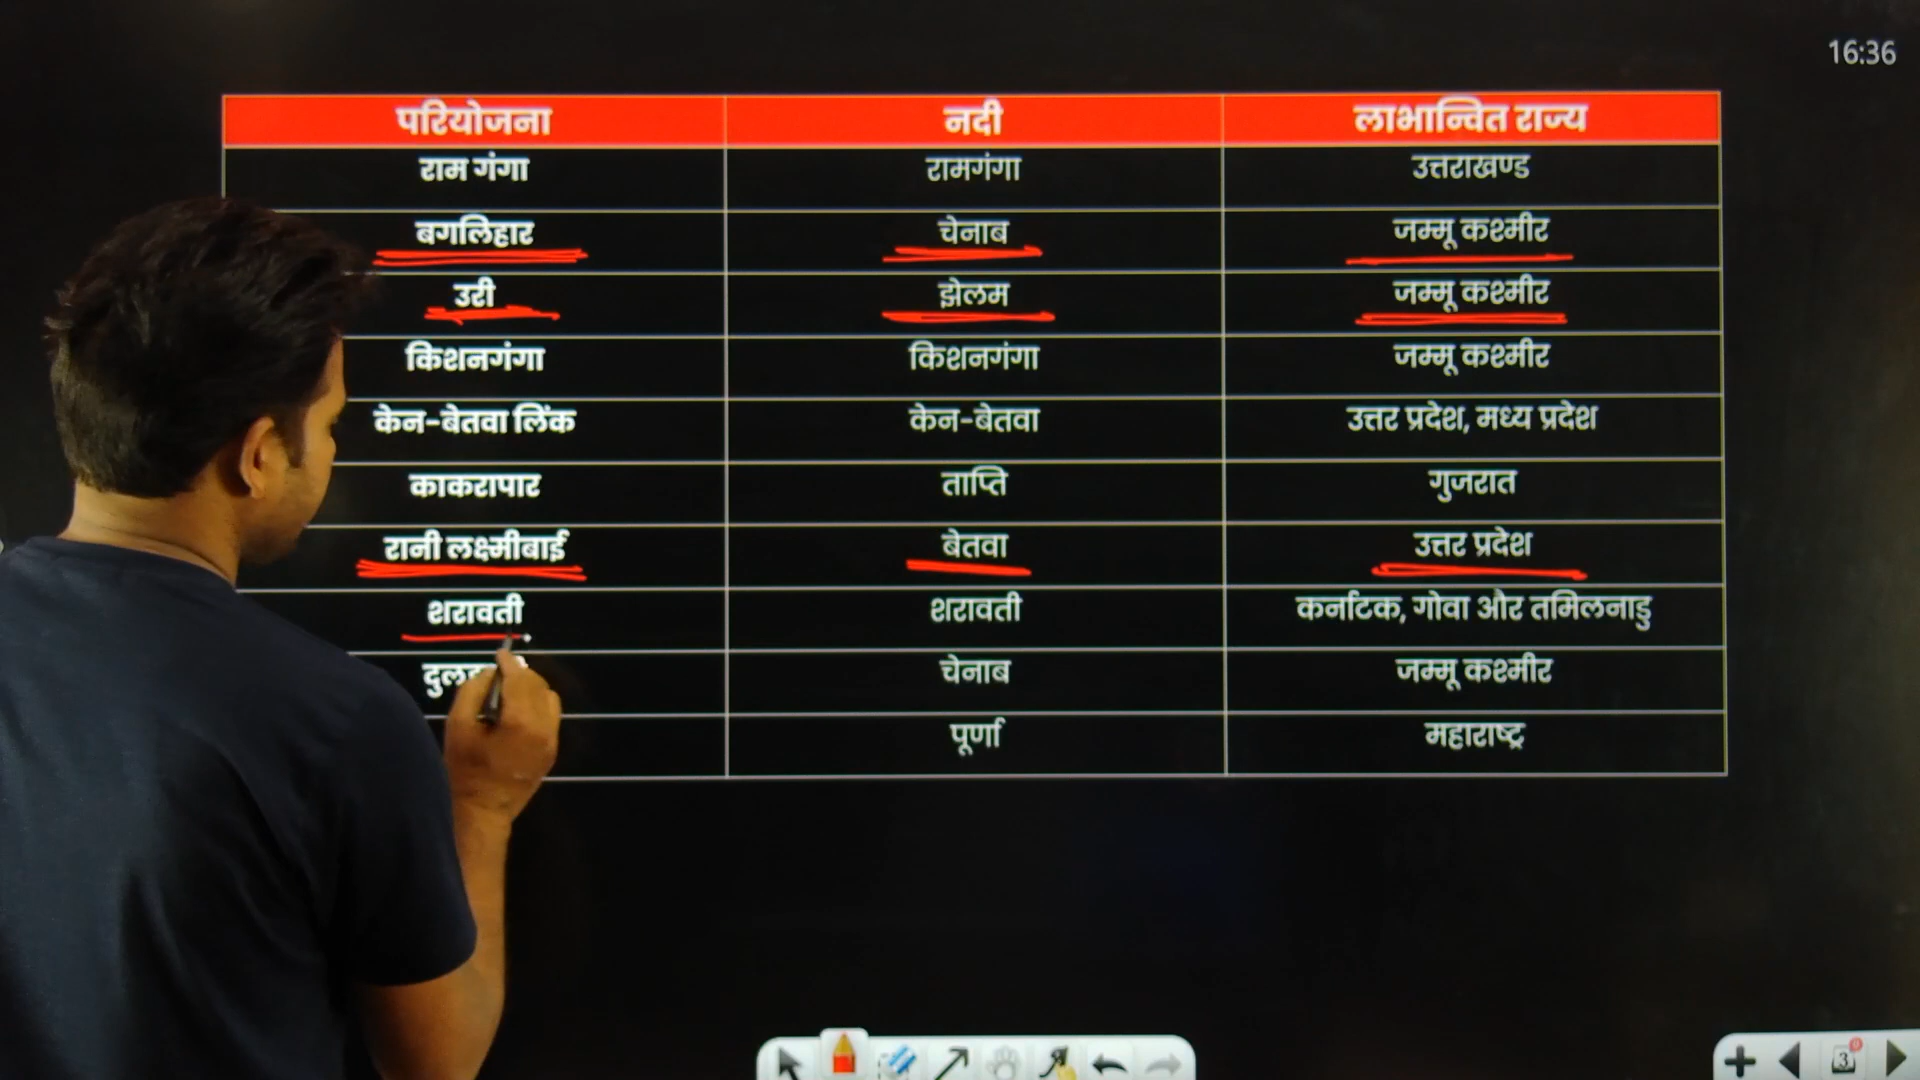 16:36
परियोजना नदी लाभान्वित राज्य
राम गंगा रामगंगा उत्तराखण्ड
बगलिहार चेनाब जम्मू कश्मीर
उरी झेलम जम्मू कश्मीर
किशनगंगा किशनगंगा जम्मू कश्मीर
केन-बेतवा लिंक केन-बेतवा उत्तर प्रदेश, मध्य प्रदेश
काकरापार ताप्ति गुजरात
रानी लक्ष्मीबाई बेतवा उत्तर प्रदेश
शरावती शरावती कर्नाटक, गोवा और तमिलनाडु
चेनाब जम्मू कश्मीर
पूर्णा महाराष्ट्र
3